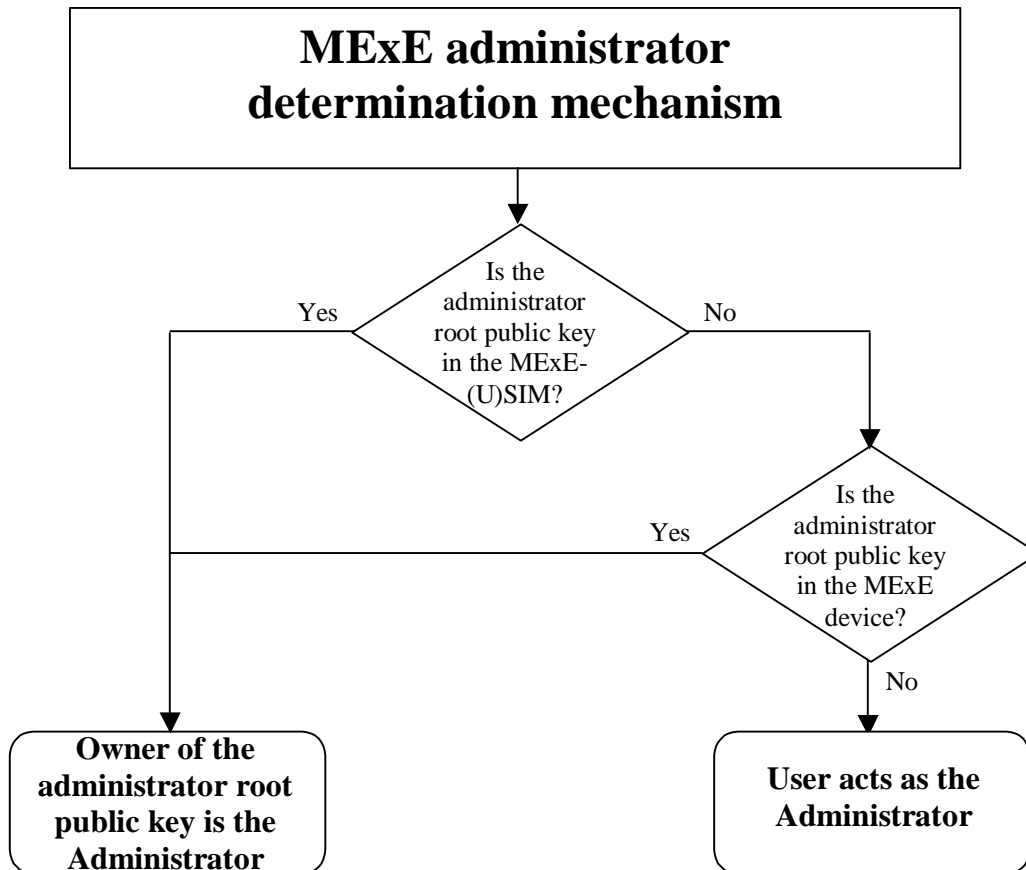 MExE administrator
determination mechanism
Is the
administrator
root public key
in the MExE-
(U)SIM?
Yes
No
Is the
administrator
root public key
in the MExE
device?
Yes
No
Owner of the
administrator root
public key is the
Administrator
User acts as the
Administrator